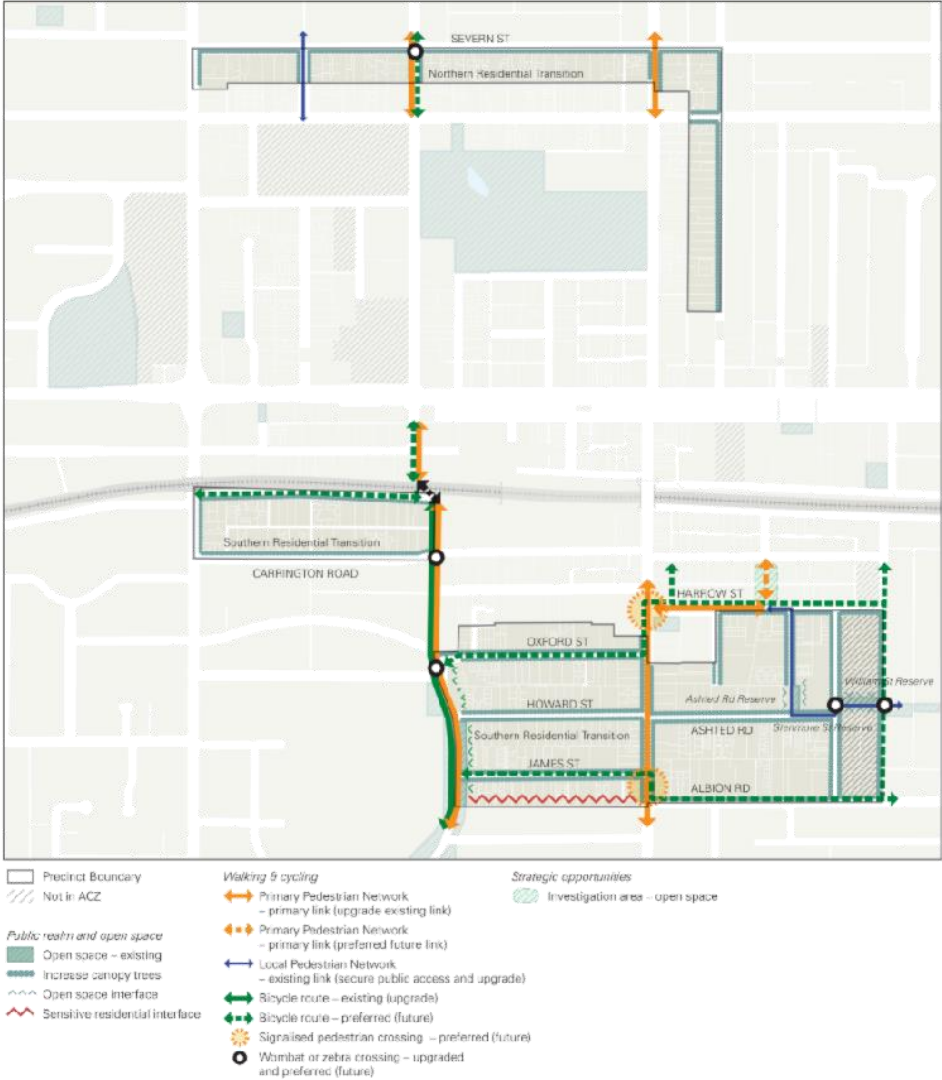 SEVERN ST
Northern Residential Transition
Southern Residential Transition
CARRINGTON ROAD
HARROW ST
OXFORD ST
William St Reserve
Ashted Rd Reserve
HOWARD ST
ASHTED RD
Reserve
Southern Residential Transition
JAMES ST
ALBION RD
Precinct Boundary
Not in ACZ
Public realm and open space
Open space – existing
Increase canopy trees
Open space interface
Sensitive residential interface
Walking & cycling
Primary Pedestrian Network
– primary link (upgrade existing link)
Primary Pedestrian Network
– primary link (preferred future link)
Local Pedestrian Network
– existing link (secure public access and upgrade)
Bicycle route – existing (upgrade)
Bicycle route – preferred (future)
Signalised pedestrian crossing – preferred (future)
Wombat or zebra crossing – upgraded
and preferred (future)
Strategic opportunities
Investigation area – open space